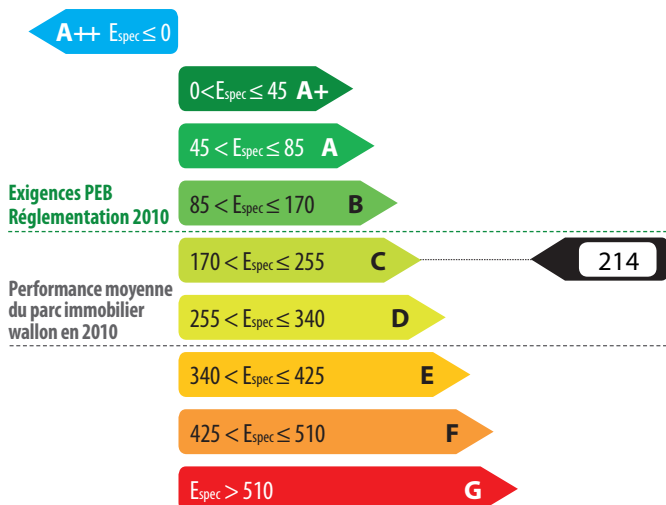 A++ Espec ≤ 0
0<Espec ≤ 45 A+
45 < Espec ≤ 85 A
Exigences PEB
Réglementation 2010
85 < Espec ≤ 170 B
170 < Espec ≤ 255 C
214
Performance moyenne
du parc immobilier
wallon en 2010
255 < Espec ≤ 340 D
340 < Espec ≤ 425 E
425 < Espec ≤ 510 F
Espec > 510 G